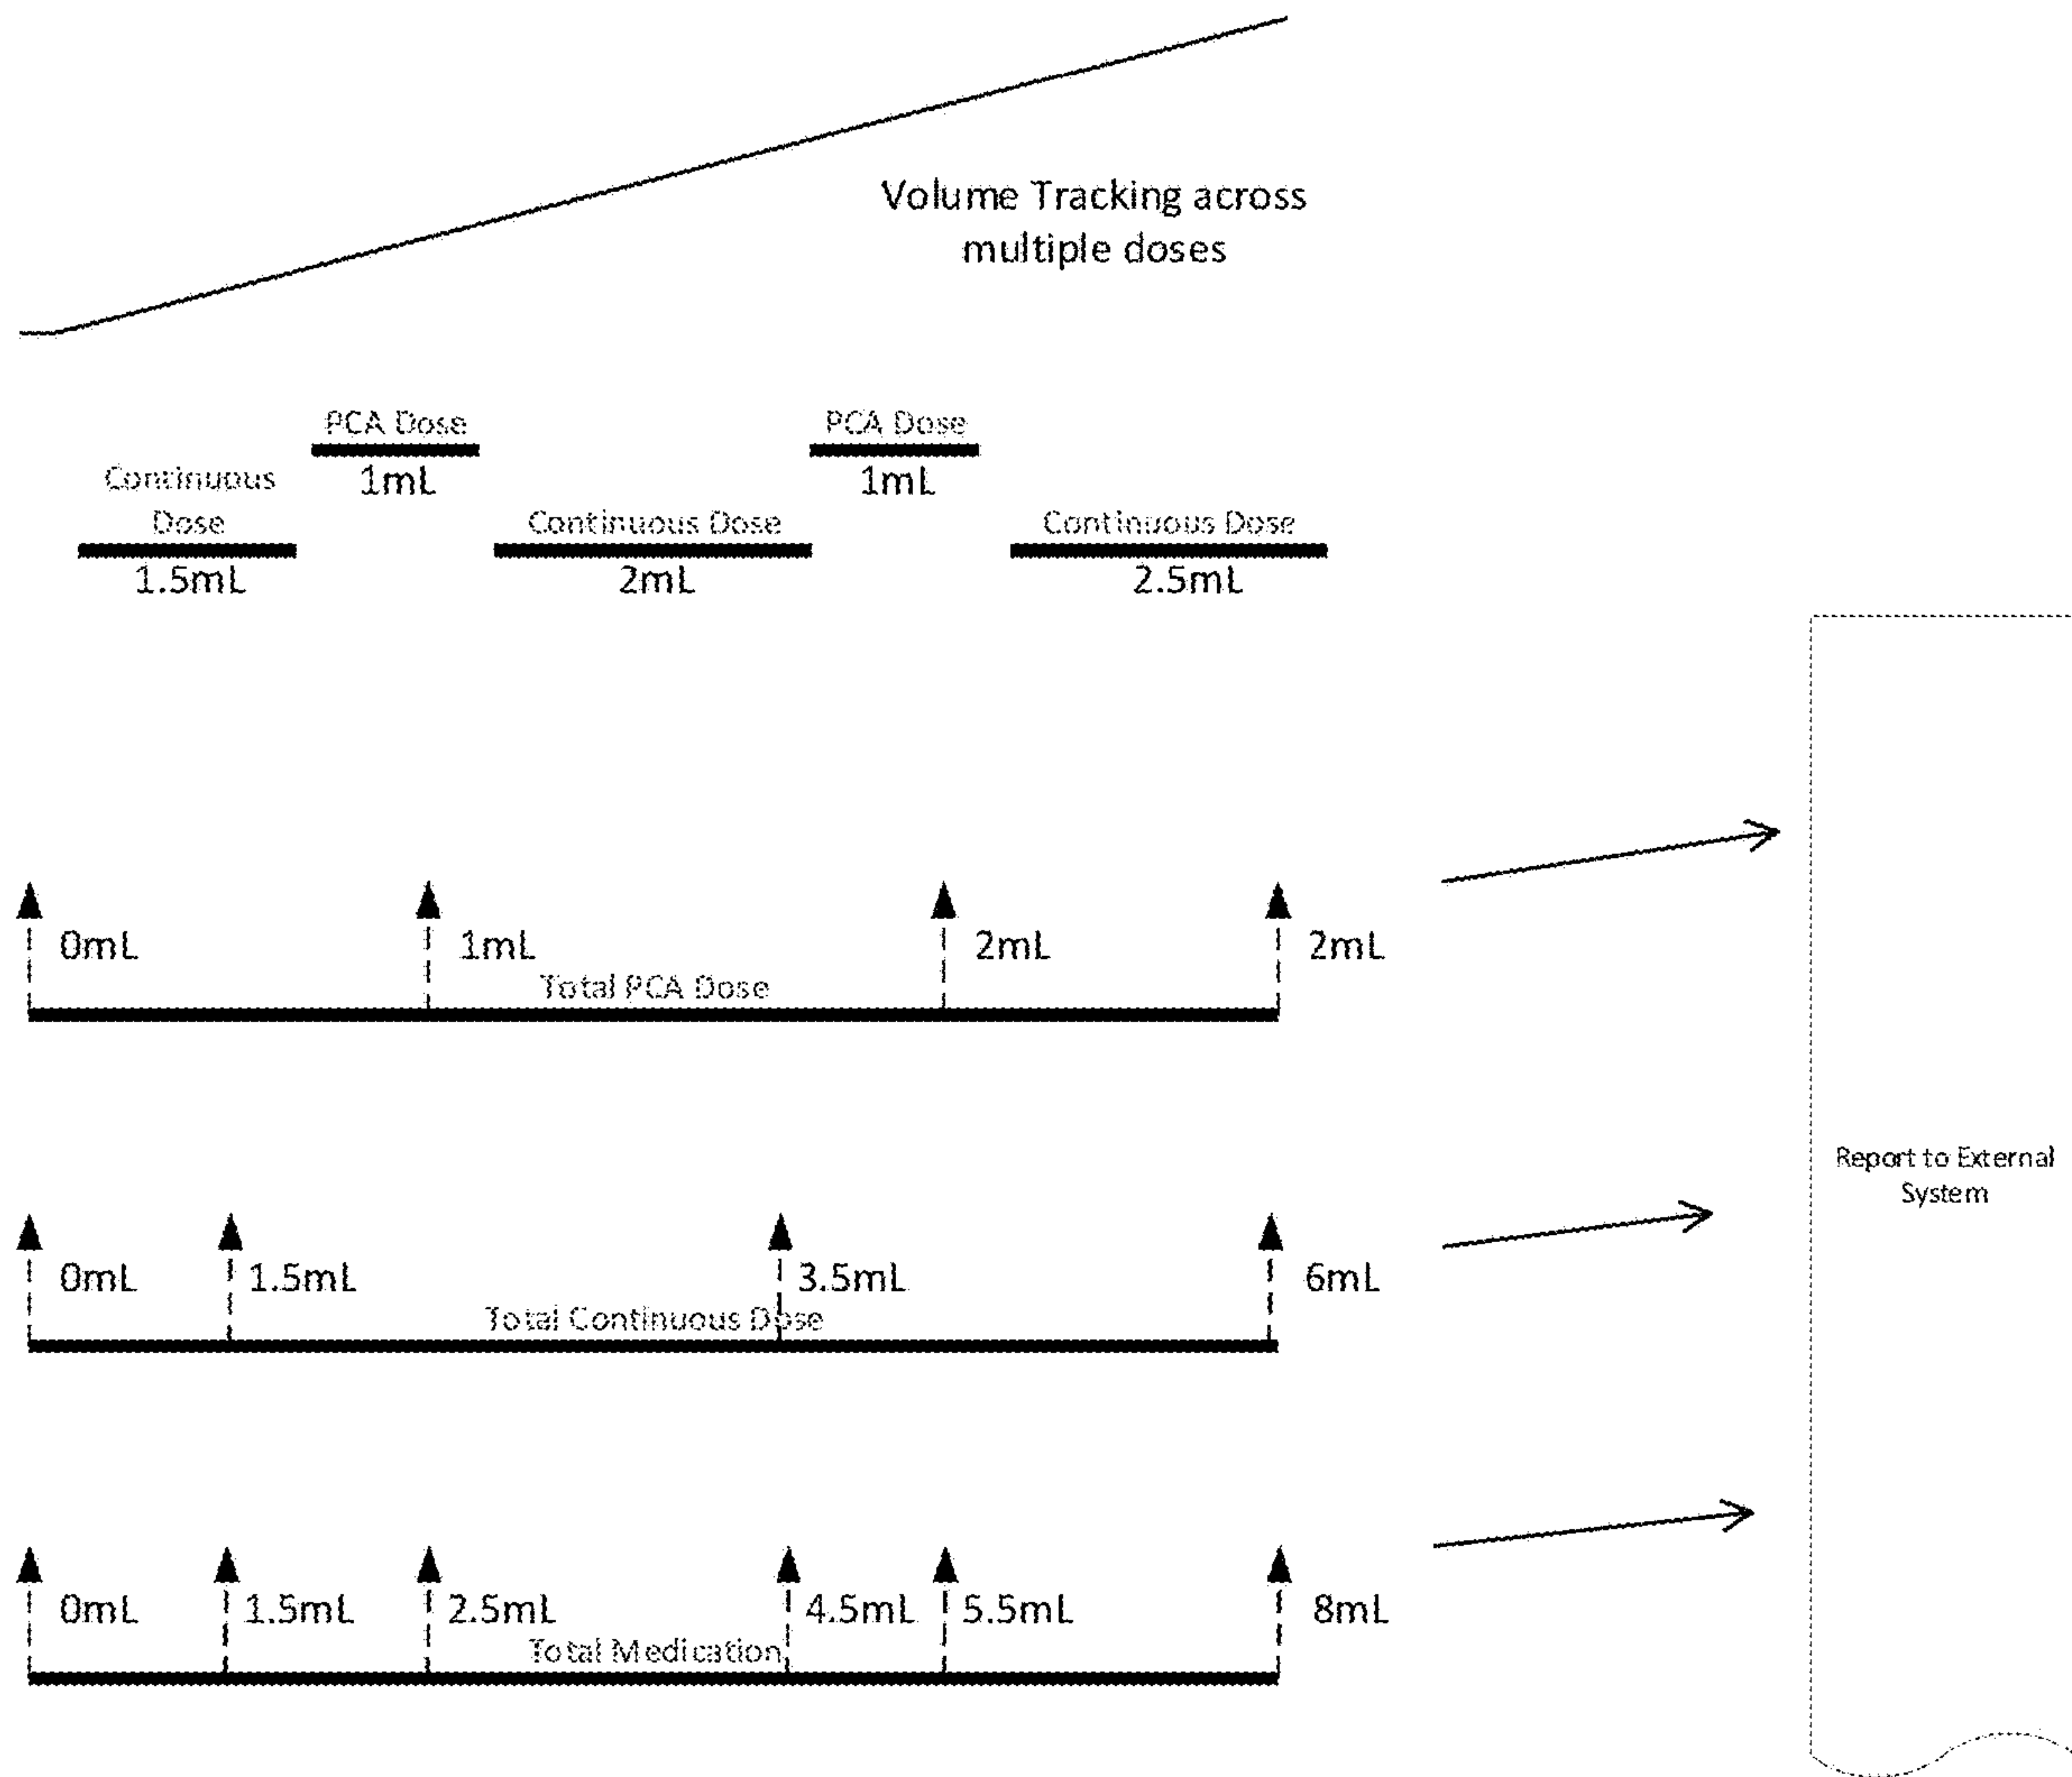 Volume Tracking across
multiple doses
PCA Dose
1mL
PCA Dose
1mL
Continuous
Dose
1.5mL
Continuous Dose
2mL
Continuous Dose
2.5mL
0mL
1mL
2mL
2mL
Total PCA Dose
Report to External
System
0mL
1.5mL
3.5mL
6mL
Total Continuous Dose
0mL
1.5mL
2.5mL
4.5mL
5.5mL
8mL
Total Medication